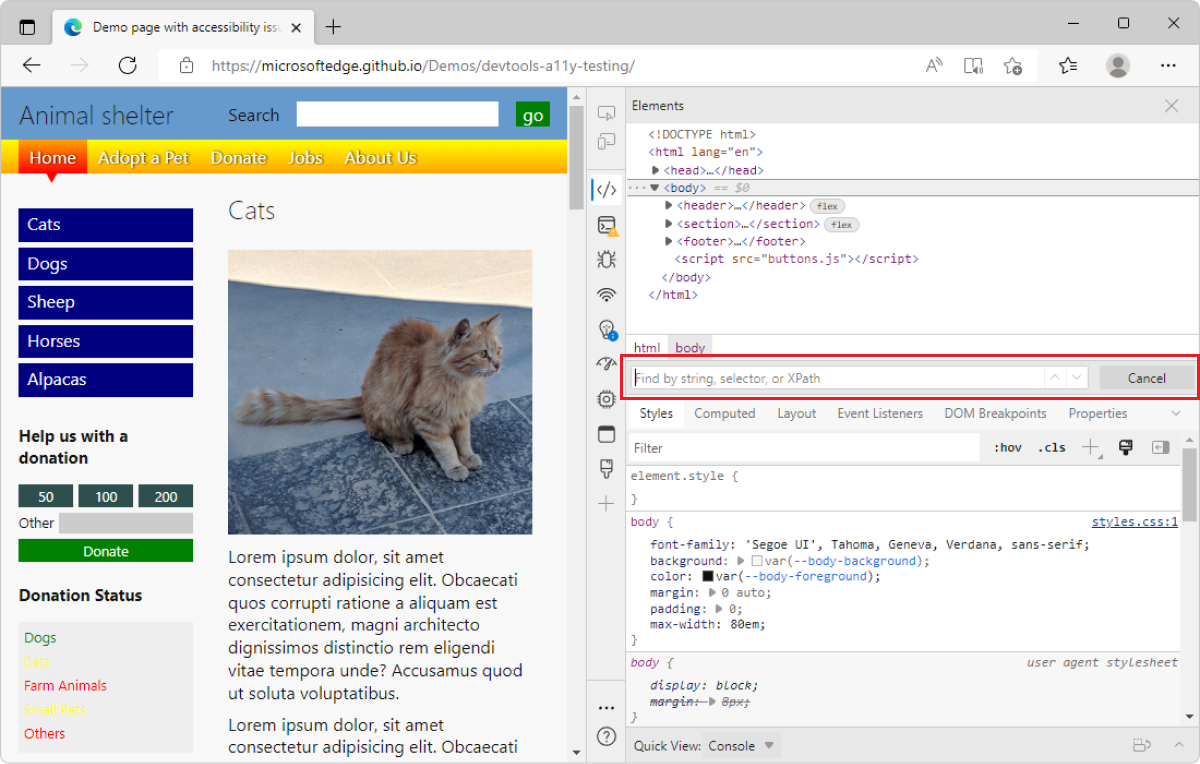 Demo page with accessibility iss
https://microsoftedge.github.io/Demos/devtools-a11y-testing/
Animal shelter
Search
go
Home Adopt a Pet Donate Jobs About Us
Cats
Dogs
Sheep
Horses
Alpacas
Help us with a
donation
50 100 200
Other
Donate
Donation Status
Dogs
Cats
Farm Animals
Small Pets
Others
Cats
Lorem ipsum dolor, sit amet
consectetur adipisicing elit. Obcaecati
quos corrupti ratione a aliquam est
exercitationem, magni architecto
dignissimos distinctio rem eligendi
vitae tempora unde? Accusamus quod
ut soluta voluptatibus.
Lorem ipsum dolor, sit amet
consectetur adipisicing elit. Obcaecati
Elements
<!DOCTYPE html>
<html lang="en">
<head>…</head>
<body> == $0
<header>…</header> flex
<section>…</section> flex
<footer>…</footer>
<script src="buttons.js"></script>
</body>
</html>
html body
Find by string, selector, or XPath
Cancel
Styles Computed Layout Event Listeners DOM Breakpoints Properties
Filter
:hov .cls
element.style {
}
body {
styles.css:1
font-family: 'Segoe UI', Tahoma, Geneva, Verdana, sans-serif;
background: var(--body-background);
color: var(--body-foreground);
margin: 0 auto;
padding: 0;
max-width: 80em;
}
body {
user agent stylesheet
display: block;
margin: 8px;
}
Quick View: Console